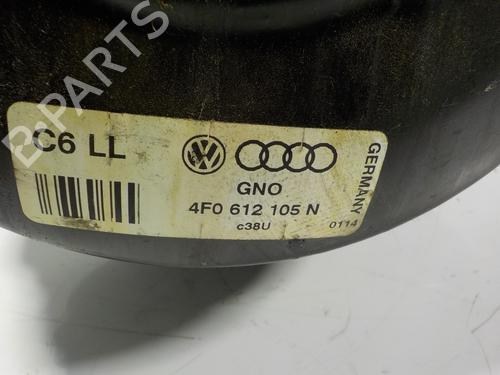 C6 LL
GNO
4F0 612 105 N
c38U
0114
GERMANY
B-PARTS